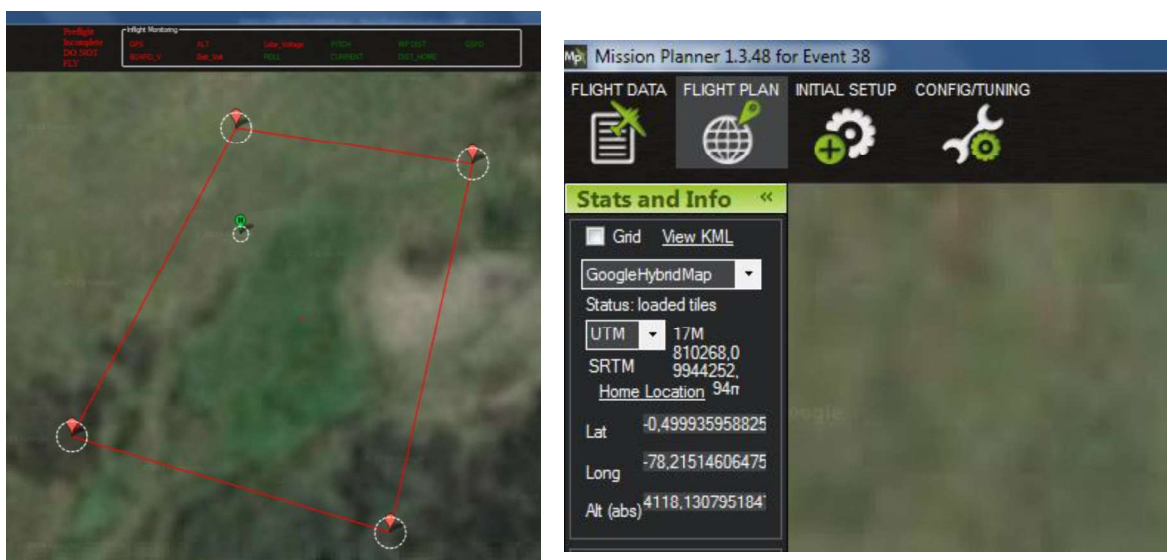 Preflight
Incomplete
DO NOT
FLY
Inflight Monitoring
GPS ALT Solar_Voltage PITCH WP DIST GSPD
BOARD_V Batt_Volt ROLL CURRENT DIST_HOME
Mission Planner 1.3.48 for Event 38
FLIGHT DATA FLIGHT PLAN INITIAL SETUP CONFIG/TUNING
Stats and Info «
Grid View KML
GoogleHybridMap
Status: loaded tiles
UTM 17M
810268,0
SRTM 9944252,
Home Location 94m
Lat -0,499935958825
Long -78,21514606475
Alt (abs) 4118,130795184